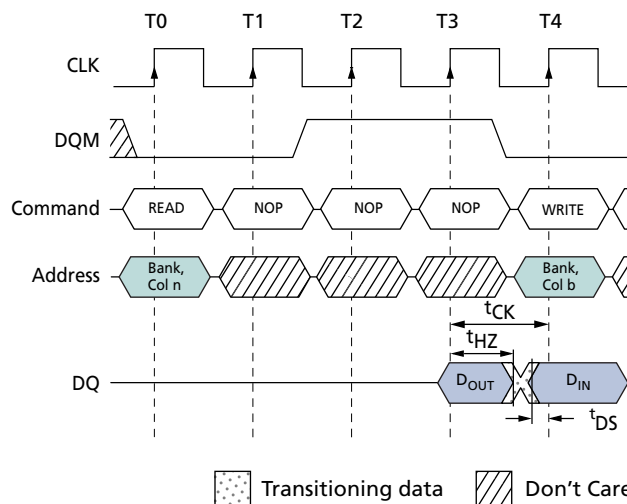 T0 T1 T2 T3 T4
CLK
DQM
Command READ NOP NOP NOP WRITE
Address Bank, Col n Bank, Col b
tCK
tHZ
DQ DOUT DIN
tDS
Transitioning data Don't Care